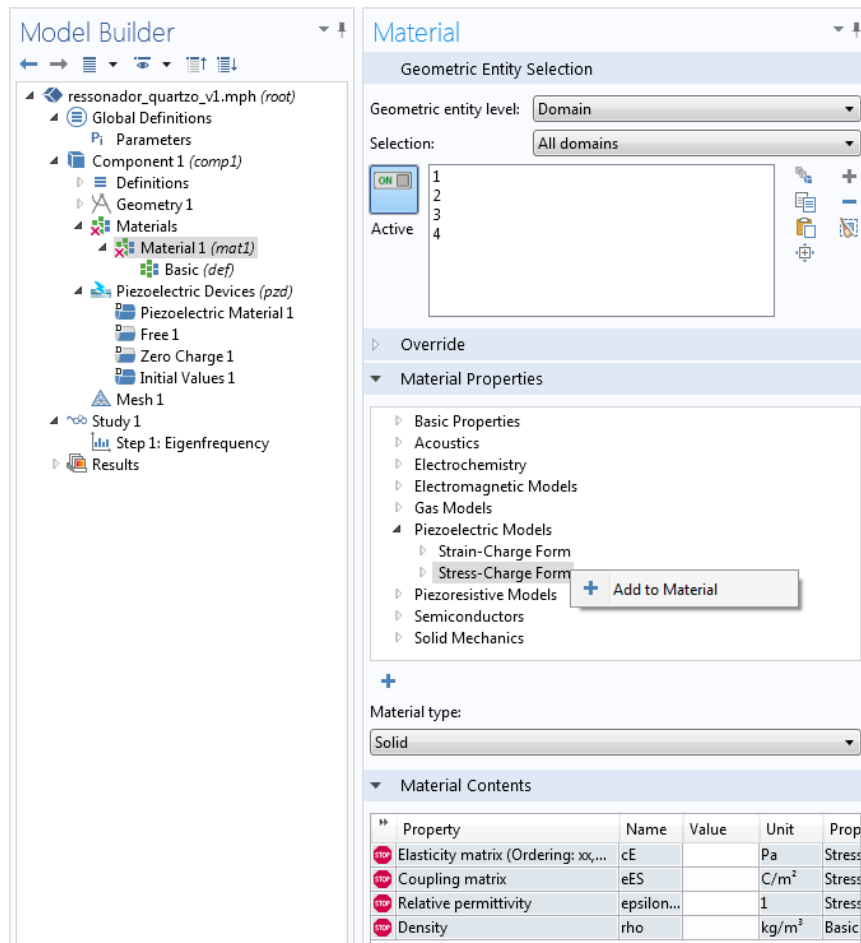 Model Builder
ressonador_quartzo_v1.mph (root)
Global Definitions
Pi Parameters
Component 1 (comp1)
Definitions
Geometry 1
Materials
Material 1 (mat1)
Basic (def)
Piezoelectric Devices (pzd)
Piezoelectric Material 1
Free 1
Zero Charge 1
Initial Values 1
Mesh 1
Study 1
Step 1: Eigenfrequency
Results
Material
Geometric Entity Selection
Geometric entity level: Domain
Selection: All domains
ON
Active
1
2
3
4
Override
Material Properties
Basic Properties
Acoustics
Electrochemistry
Electromagnetic Models
Gas Models
Piezoelectric Models
Strain-Charge Form
Stress-Charge Form
Add to Material
Piezoresistive Models
Semiconductors
Solid Mechanics
Material type:
Solid
Material Contents
Property Name Value Unit Prop
STOP Elasticity matrix (Ordering: xx,... cE Pa Stress
STOP Coupling matrix eES C/m² Stress
STOP Relative permittivity epsilon... 1 Stress
STOP Density rho kg/m³ Basic